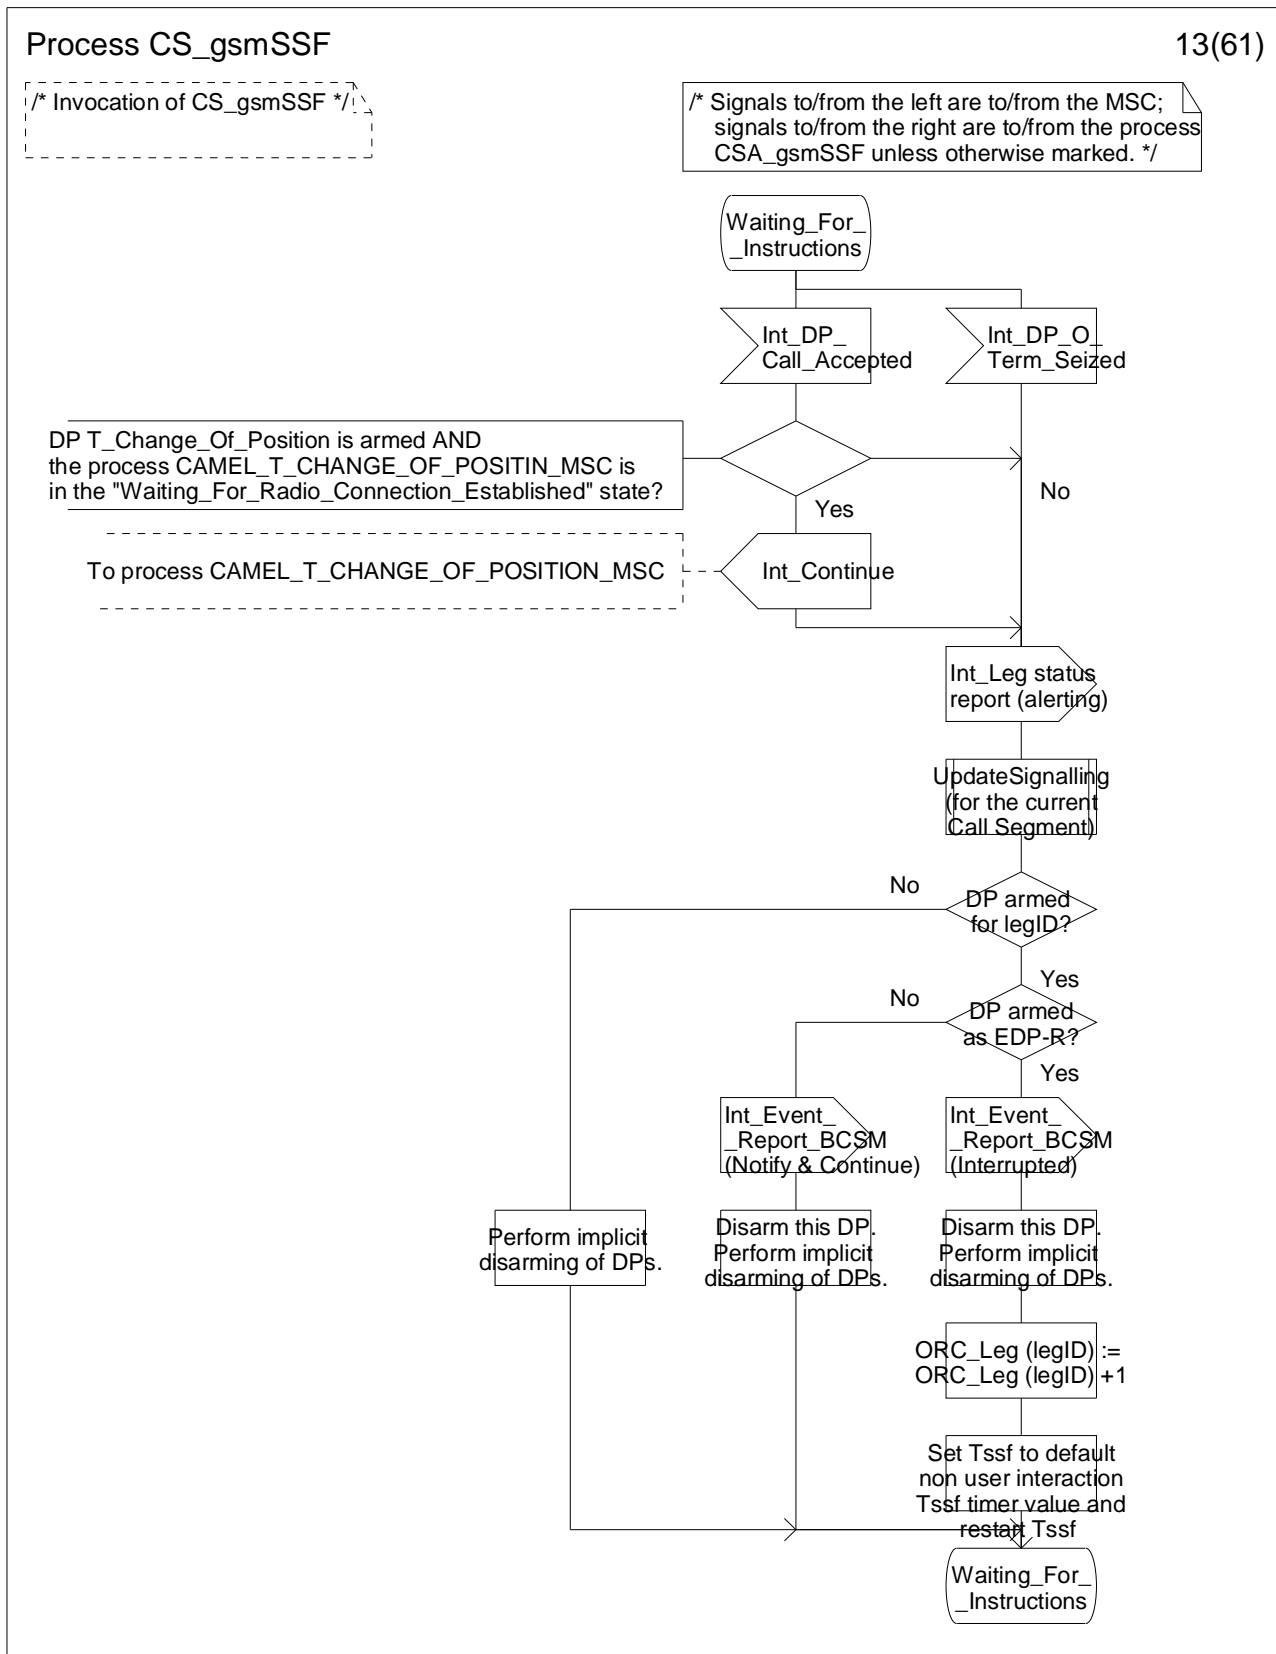 Process CS_gsmSSF
13(61)
/* Invocation of CS_gsmSSF */
/* Signals to/from the left are to/from the MSC;
signals to/from the right are to/from the process
CSA_gsmSSF unless otherwise marked. */
Waiting_For_
_Instructions
Int_DP_
Call_Accepted
Int_DP_O_
Term_Seized
DP T_Change_Of_Position is armed AND
the process CAMEL_T_CHANGE_OF_POSITIN_MSC is
in the "Waiting_For_Radio_Connection_Established" state?
No
Yes
To process CAMEL_T_CHANGE_OF_POSITION_MSC
Int_Continue
Int_Leg status
report (alerting)
UpdateSignalling
(for the current
Call Segment)
No
DP armed
for legID?
Yes
No
DP armed
as EDP-R?
Yes
Int_Event_
_Report_BCSM
(Notify & Continue)
Int_Event_
_Report_BCSM
(Interrupted)
Perform implicit
disarming of DPs.
Disarm this DP.
Perform implicit
disarming of DPs.
Disarm this DP.
Perform implicit
disarming of DPs.
ORC_Leg (legID) :=
ORC_Leg (legID) +1
Set Tssf to default
non user interaction
Tssf timer value and
restart Tssf
Waiting_For_
_Instructions